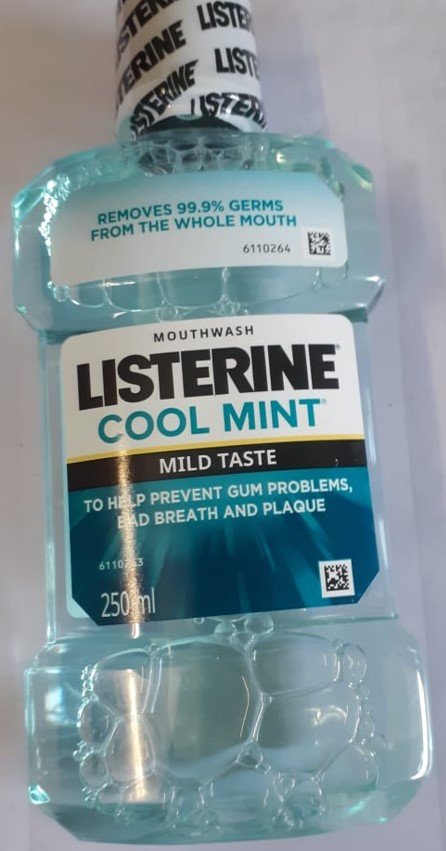 LISTERINE
LISTERINE
LISTERINE
LISTERINE
REMOVES 99.9% GERMS
FROM THE WHOLE MOUTH
6110264
MOUTHWASH
LISTERINE®
COOL MINT®
MILD TASTE
TO HELP PREVENT GUM PROBLEMS,
BAD BREATH AND PLAQUE
250 ml